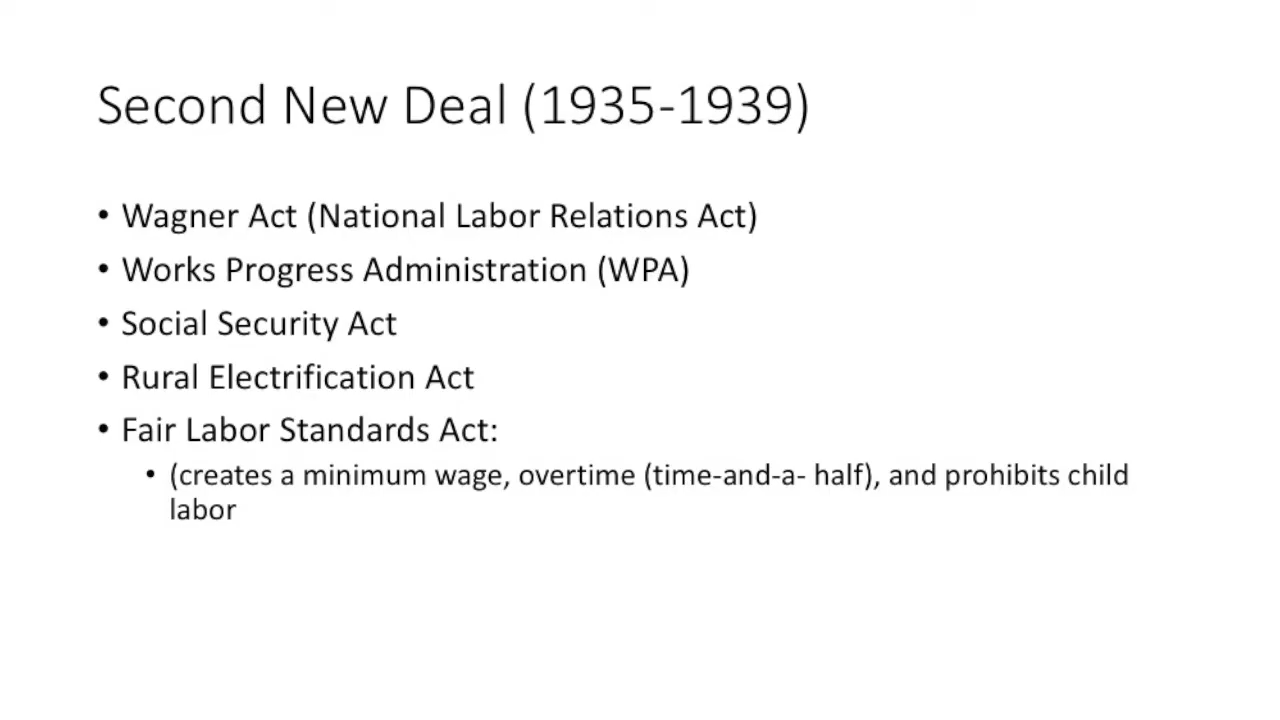 Second New Deal (1935-1939)
• Wagner Act (National Labor Relations Act)
• Works Progress Administration (WPA)
• Social Security Act
• Rural Electrification Act
• Fair Labor Standards Act:
• (creates a minimum wage, overtime (time-and-a- half), and prohibits child
labor